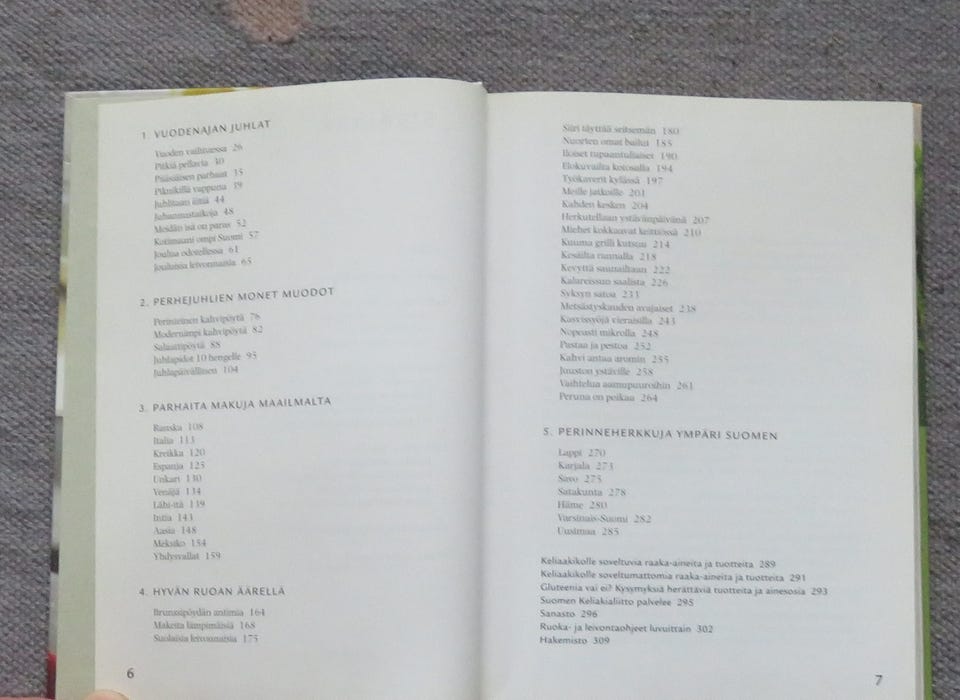 1. VUODENAJAN JUHLAT
Vuoden vaihtuessa 26
Pitkiä pellavia 30
Pääsiäisen parhaat 35
Piknikillä vappuna 39
Juhlitaan äitiä 44
Juhannustaikoja 48
Meidän isä on paras 52
Kotimaani ompi Suomi 57
Joulua odotellessa 61
Jouluisia leivonnaisia 65
2. PERHEJUHLIEN MONET MUODOT
Perinteinen kahvipöytä 76
Modernimpi kahvipöytä 82
Salaattipöytä 88
Juhlapidot 10 hengelle 95
Juhlapäivällinen 104
3. PARHAITA MAKUJA MAAILMALTA
Ranska 108
Italia 113
Kreikka 120
Espanja 125
Unkari 130
Venäjä 134
Lähi-itä 139
Intia 143
Aasia 148
Meksiko 154
Yhdysvallat 159
4. HYVÄN RUOAN ÄÄRELLÄ
Brunssipöydän antimia 164
Makeita lämpimäisiä 168
Suolaisia leivonnaisia 175
6
Siiri täyttää seitsemän 180
Nuorten omat bailut 185
Iloiset tupaantuliaiset 190
Elokuvailta kotosalla 194
Työkaverit kylässä 197
Meille jatkoille 201
Kahden kesken 204
Herkutellaan ystävänpäivänä 207
Miehet kokkaavat keittiössä 210
Kuuma grilli kutsuu 214
Kesäilta rannalla 218
Kevyttä saunailtaan 222
Kalareissun saalista 226
Syksyn satoa 233
Metsästyskauden avajaiset 238
Kasvissyöjä vieraisilla 243
Nopeasti mikrolla 248
Pastaa ja pestoa 252
Kahvi antaa aromin 255
Juuston ystäville 258
Vaihtelua aamupuuroihin 261
Peruna on poikaa 264
5. PERINNEHERKKUJA YMPÄRI SUOMEN
Lappi 270
Karjala 273
Savo 275
Satakunta 278
Häme 280
Varsinais-Suomi 282
Uusimaa 285
Keliaakikolle soveltuvia raaka-aineita ja tuotteita 289
Keliaakikolle soveltumattomia raaka-aineita ja tuotteita 291
Gluteenia vai ei? Kysymyksiä herättäviä tuotteita ja ainesosia 293
Suomen Keliakialiitto palvelee 295
Sanasto 296
Ruoka- ja leivontaohjeet luvuittain 302
Hakemisto 309
7